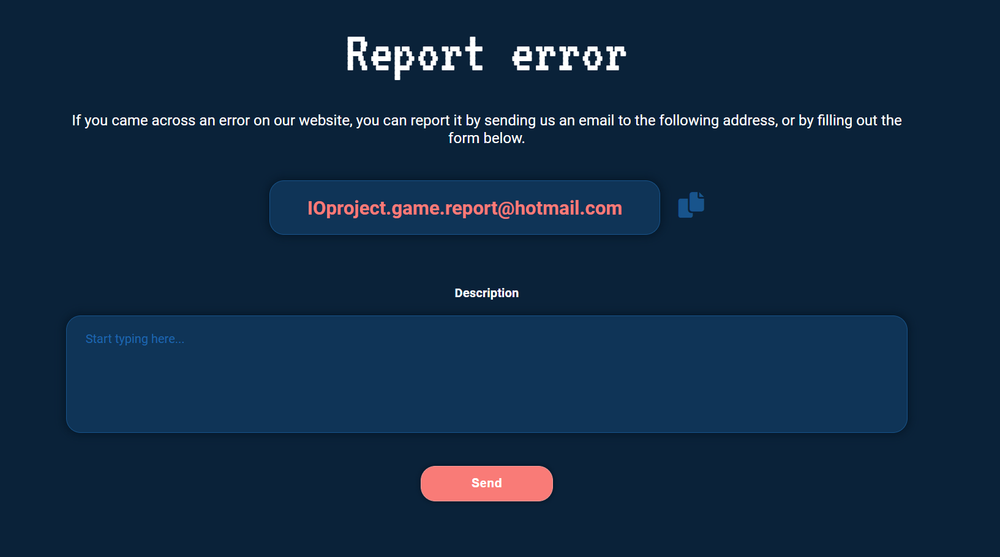 Report error
If you came across an error on our website, you can report it by sending us an email to the following address, or by filling out the
form below.
IOproject.game.report@hotmail.com
Description
Start typing here...
Send